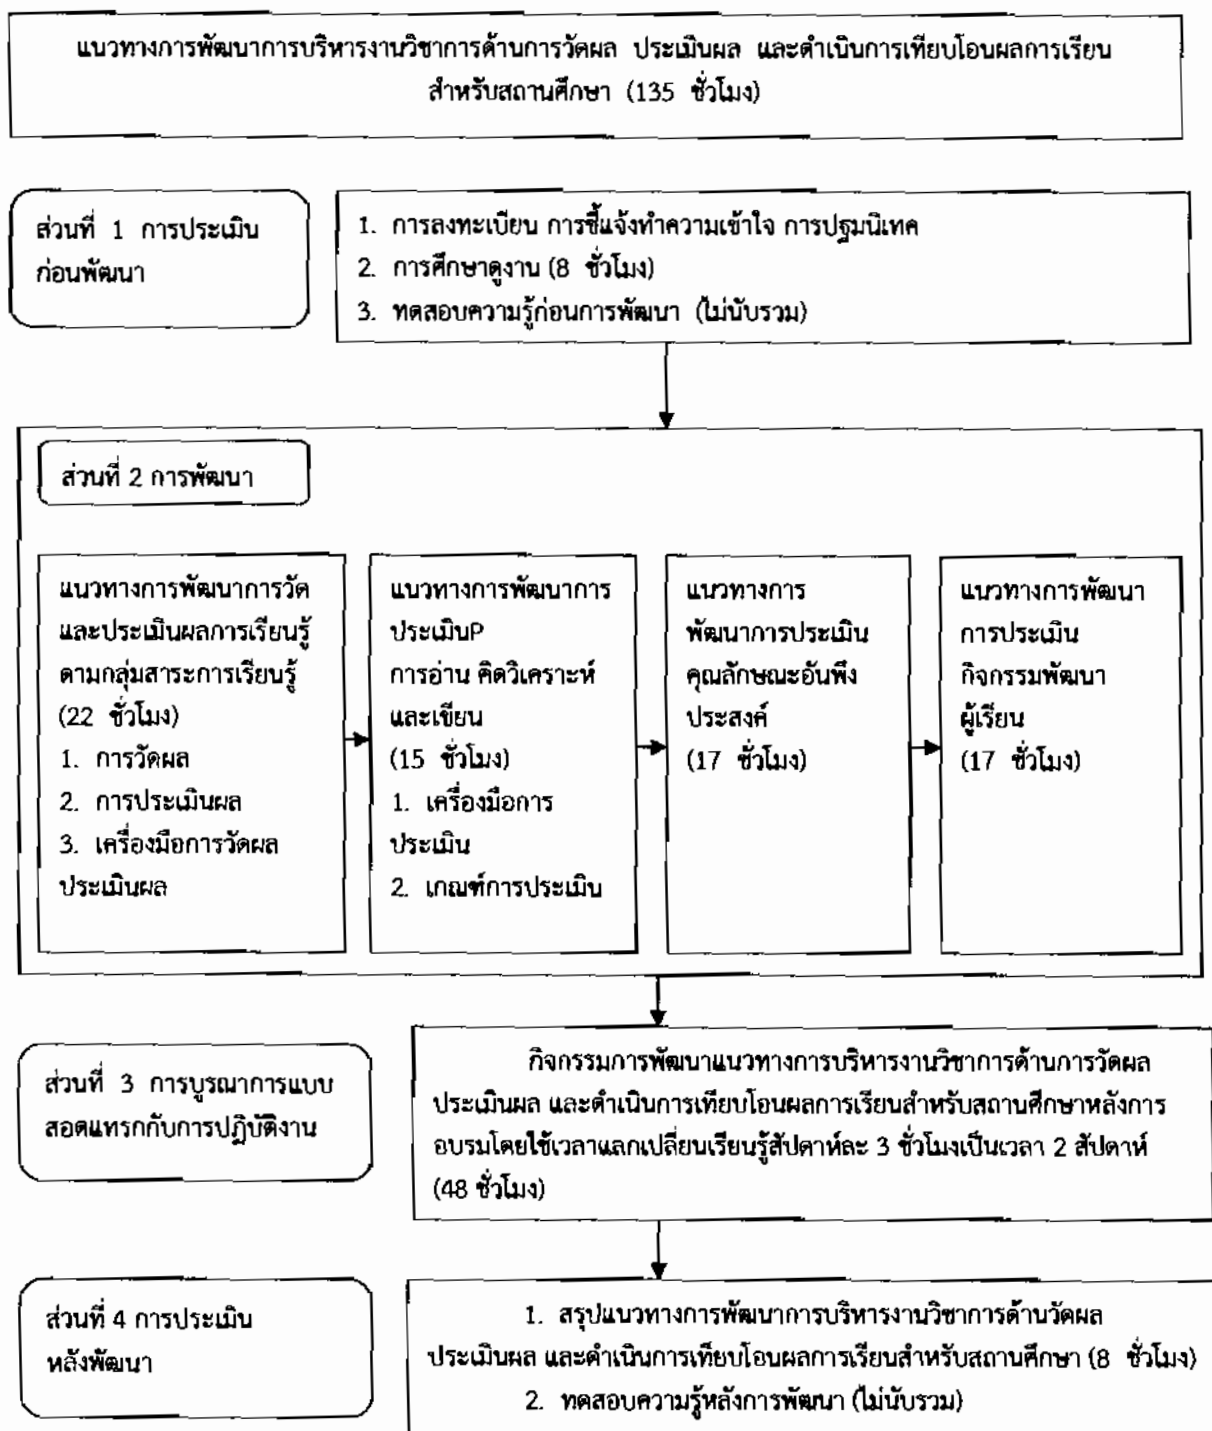 แนวทางการพัฒนาการบริหารงานวิชาการด้านการวัดผล ประเมินผล และดำเนินการเทียบโอนผลการเรียน
สำหรับสถานศึกษา (135 ชั่วโมง)
ส่วนที่ 1 การประเมิน
ก่อนพัฒนา
1. การลงทะเบียน การชี้แจ้งทำความเข้าใจ การปฐมนิเทค
2. การศึกษาดูงาน (8 ชั่วโมง)
3. ทดสอบความรู้ก่อนการพัฒนา (ไม่นับรวม)
ส่วนที่ 2 การพัฒนา
แนวทางการพัฒนาการวัด
และประเมินผลการเรียนรู้
ตามกลุ่มสาระการเรียนรู้
(22 ชั่วโมง)
1. การวัดผล
2. การประเมินผล
3. เครื่องมือการวัดผล
ประเมินผล
แนวทางการพัฒนาการ
ประเมินP
การอ่าน คิดวิเคราะห์
และเขียน
(15 ชั่วโมง)
1. เครื่องมือการ
ประเมิน
2. เกณฑ์การประเมิน
แนวทางการ
พัฒนาการประเมิน
คุณลักษณะอันพึง
ประสงค์
(17 ชั่วโมง)
แนวทางการพัฒนา
การประเมิน
กิจกรรมพัฒนา
ผู้เรียน
(17 ชั่วโมง)
ส่วนที่ 3 การบูรณาการแบบ
สอดแทรกกับการปฏิบัติงาน
กิจกรรมการพัฒนาแนวทางการบริหารงานวิชาการด้านการวัดผล
ประเมินผล และดำเนินการเทียบโอนผลการเรียนสำหรับสถานศึกษาหลังการ
อบรมโดยใช้เวลาแลกเปลี่ยนเรียนรู้สัปดาห์ละ 3 ชั่วโมงเป็นเวลา 2 สัปดาห์
(48 ชั่วโมง)
ส่วนที่ 4 การประเมิน
หลังพัฒนา
1. สรุปแนวทางการพัฒนาการบริหารงานวิชาการด้านวัดผล
ประเมินผล และดำเนินการเทียบโอนผลการเรียนสำหรับสถานศึกษา (8 ชั่วโมง)
2. ทดสอบความรู้หลังการพัฒนา (ไม่นับรวม)